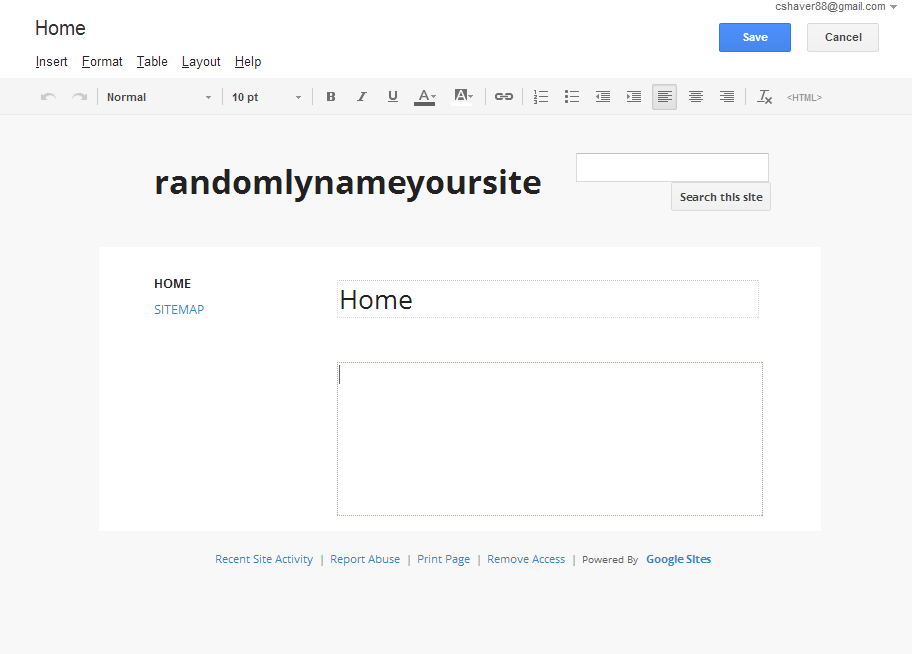 cshaver88@gmail.com
Home
Save
Cancel
Insert Format Table Layout Help
Normal 10 pt B I U A A <HTML>
randomlynameyoursite
Search this site
HOME
SITEMAP
Home
Recent Site Activity | Report Abuse | Print Page | Remove Access | Powered By Google Sites